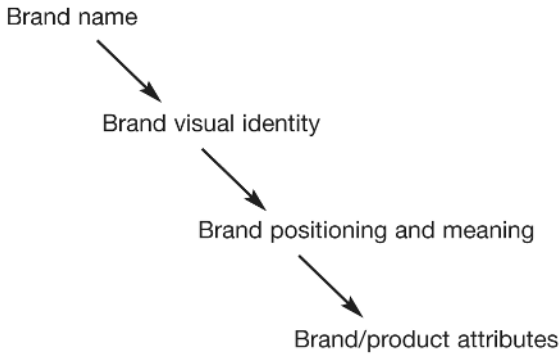 Brand name
Brand visual identity
Brand positioning and meaning
Brand/product attributes